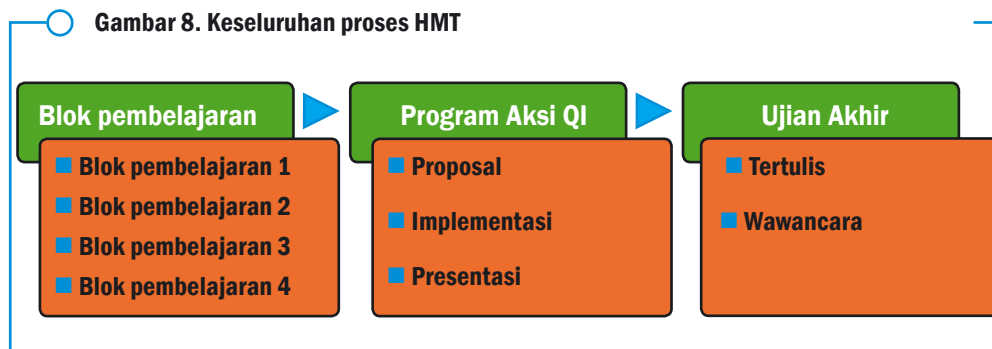 Gambar 8. Keseluruhan proses HMT
Blok pembelajaran
Blok pembelajaran 1
Blok pembelajaran 2
Blok pembelajaran 3
Blok pembelajaran 4
Program Aksi QI
Proposal
Implementasi
Presentasi
Ujian Akhir
Tertulis
Wawancara